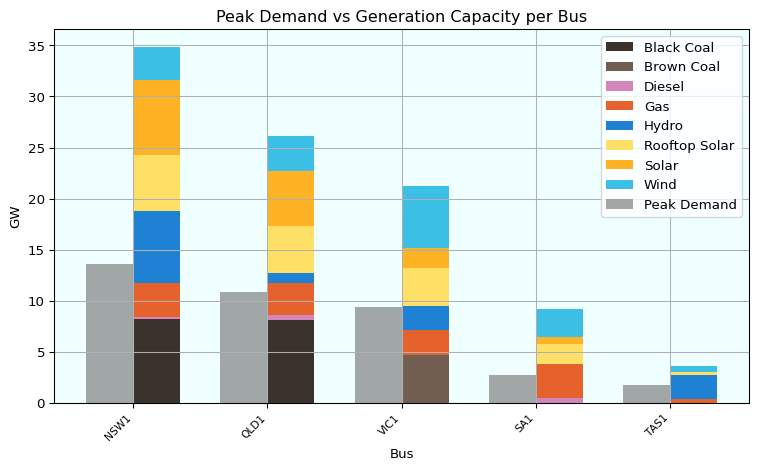 Peak Demand vs Generation Capacity per Bus
GW
35
30
25
20
15
10
5
0
Black Coal
Brown Coal
Diesel
Gas
Hydro
Rooftop Solar
Solar
Wind
Peak Demand
NSW1
QLD1
VIC1
SA1
TAS1
Bus